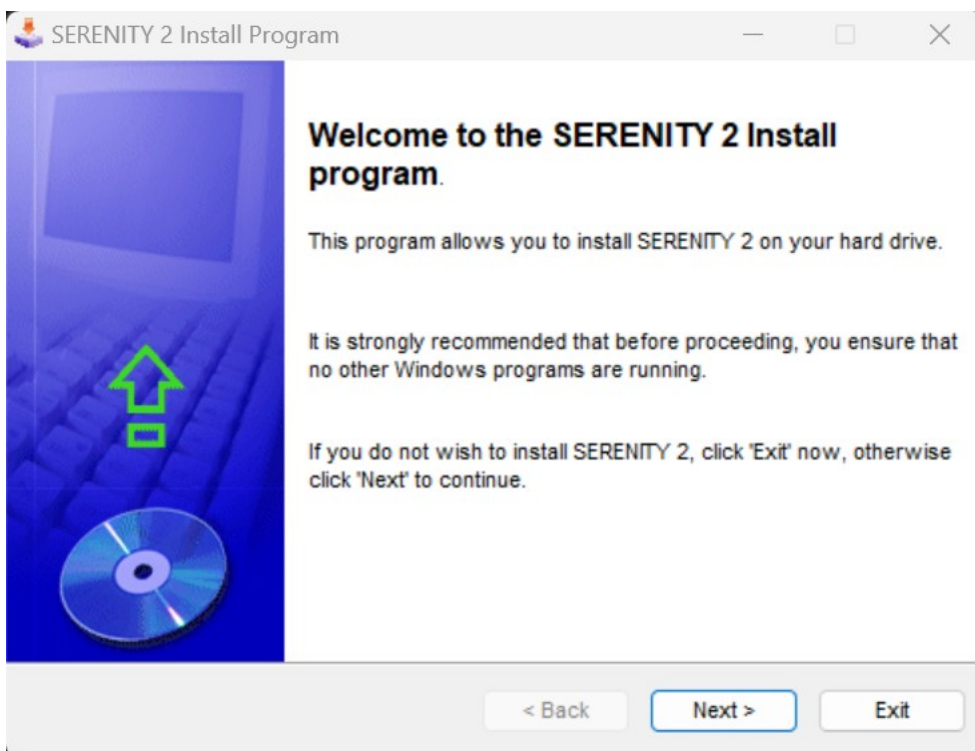 SERENITY 2 Install Program
Welcome to the SERENITY 2 Install
program.
This program allows you to install SERENITY 2 on your hard drive.
It is strongly recommended that before proceeding, you ensure that
no other Windows programs are running.
If you do not wish to install SERENITY 2, click 'Exit' now, otherwise
click 'Next' to continue.
< Back
Next >
Exit